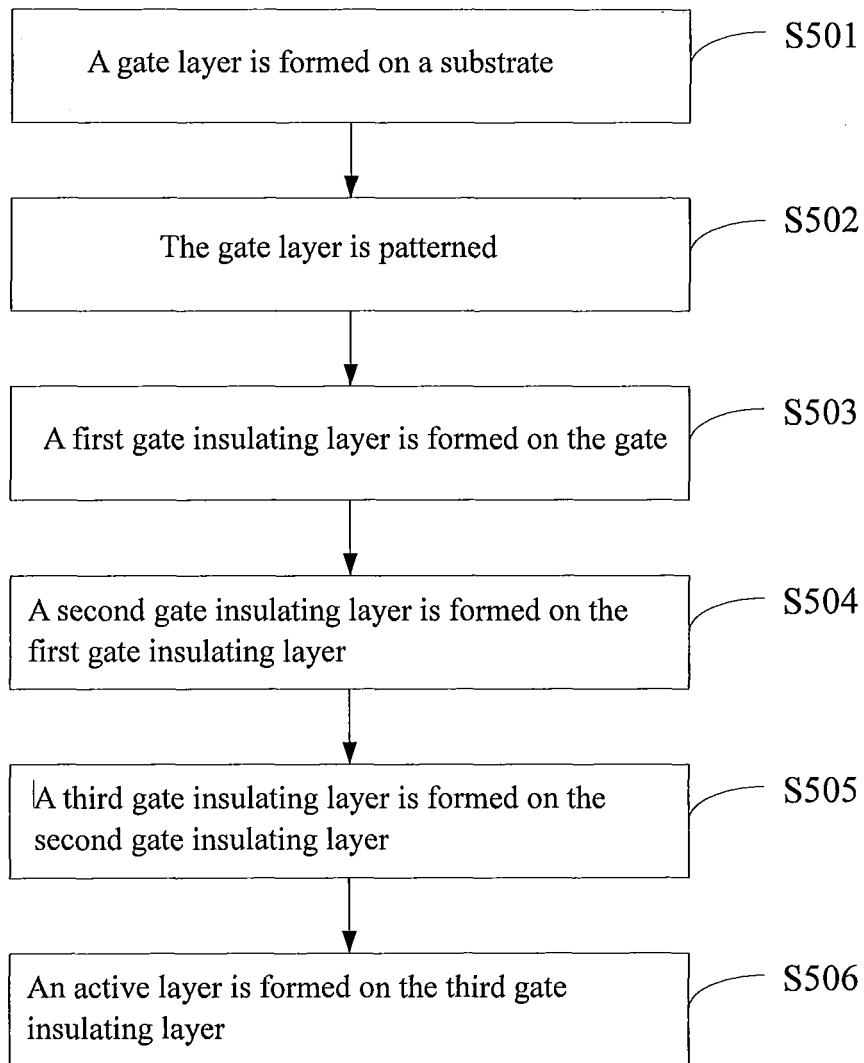 S501
A gate layer is formed on a substrate
S502
The gate layer is patterned
S503
A first gate insulating layer is formed on the gate
S504
A second gate insulating layer is formed on the
first gate insulating layer
S505
A third gate insulating layer is formed on the
second gate insulating layer
S506
An active layer is formed on the third gate
insulating layer